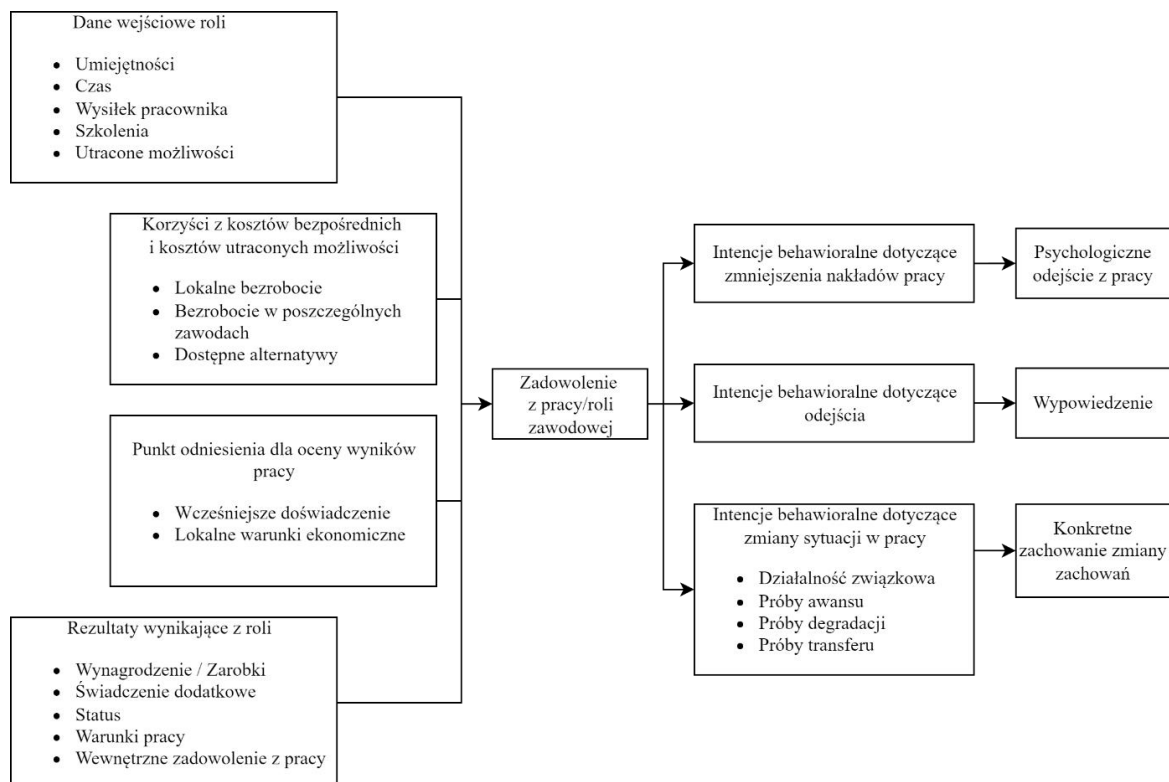 Dane wejściowe roli
• Umiejętności
• Czas
• Wysiłek pracownika
• Szkolenia
• Utracone możliwości
Korzyści z kosztów bezpośrednich
i kosztów utraconych możliwości
• Lokalne bezrobocie
• Bezrobocie w poszczególnych
zawodach
• Dostępne alternatywy
Punkt odniesienia dla oceny wyników
pracy
• Wcześniejsze doświadczenie
• Lokalne warunki ekonomiczne
Rezultaty wynikające z roli
• Wynagrodzenie / Zarobki
• Świadczenie dodatkowe
• Status
• Warunki pracy
• Wewnętrzne zadowolenie z pracy
Zadowolenie
z pracy/roli
zawodowej
Intencje behawioralne dotyczące
zmniejszenia nakładów pracy
Psychologiczne
odejście z pracy
Intencje behawioralne dotyczące
odejścia
Wypowiedzenie
Intencje behawioralne dotyczące
zmiany sytuacji w pracy
• Działalność związkowa
• Próby awansu
• Próby degradacji
• Próby transferu
Konkretne
zachowanie zmiany
zachowań